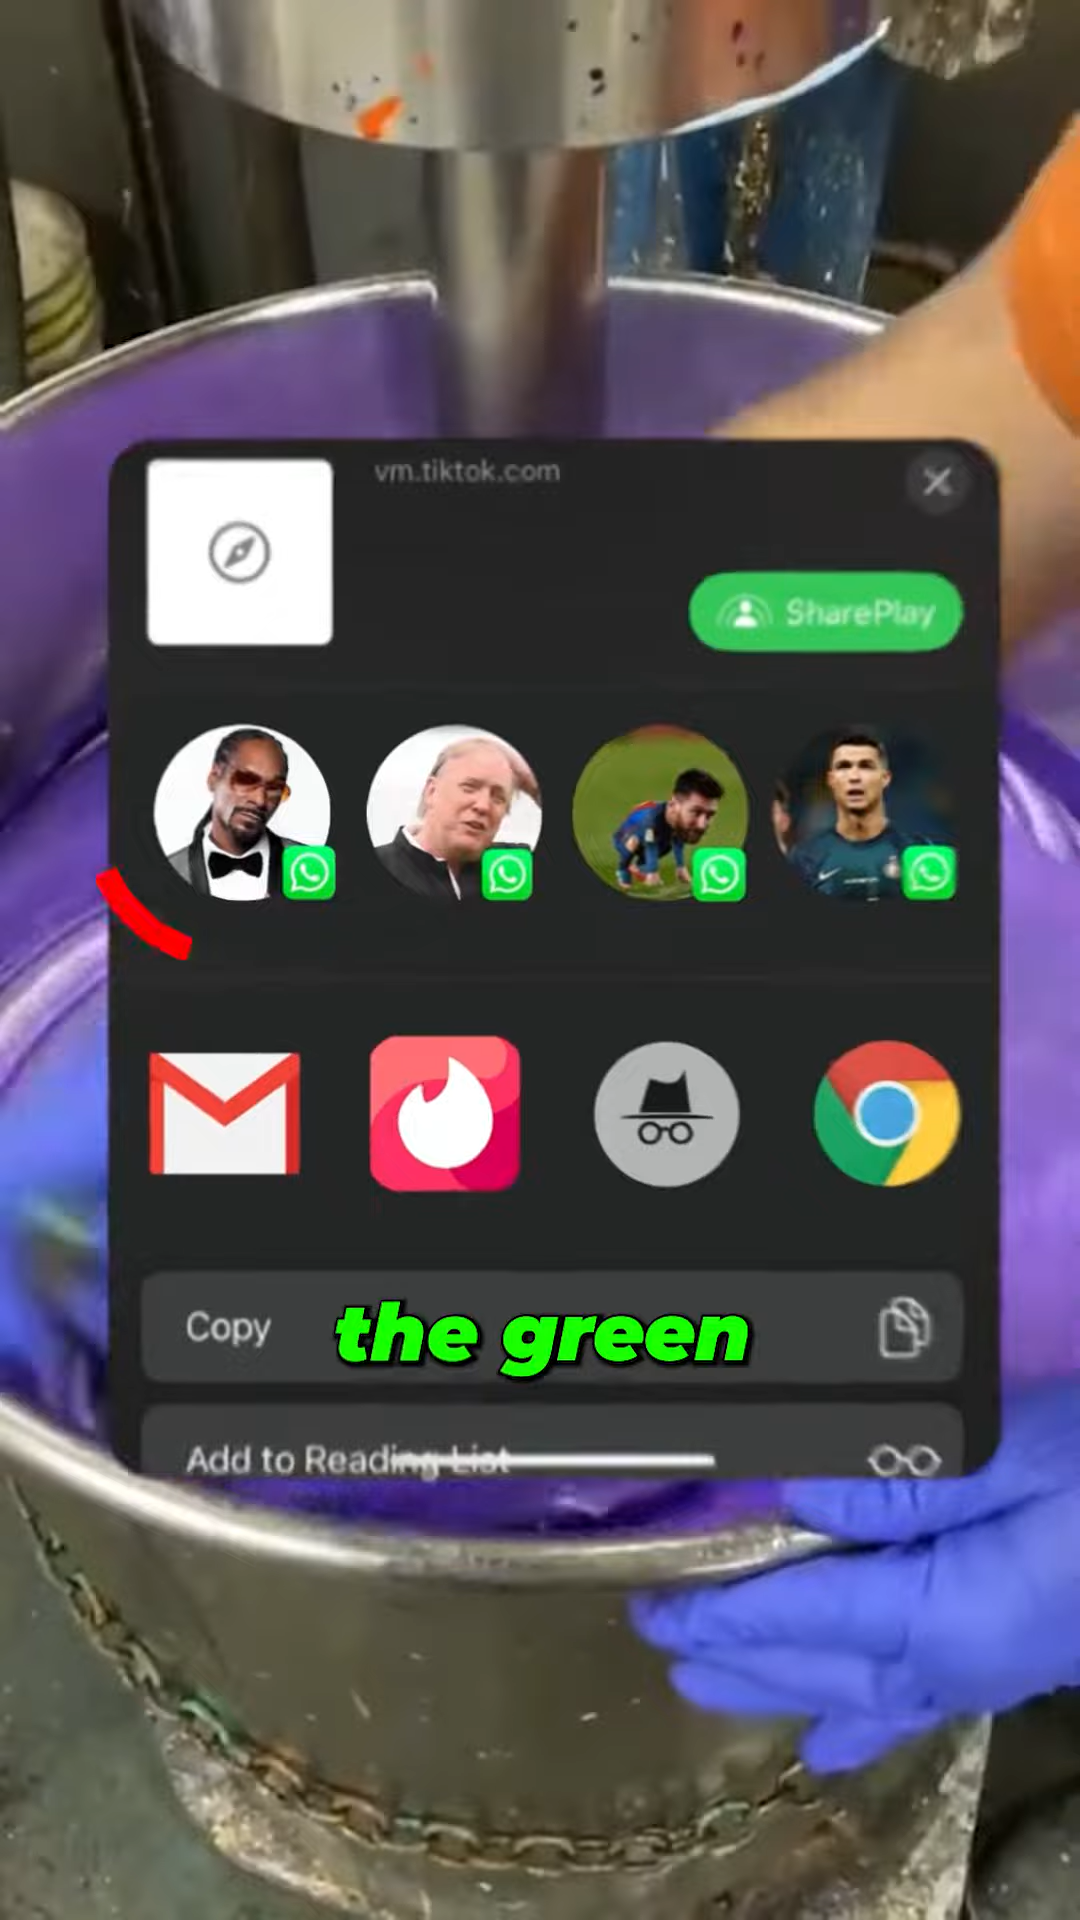 vm.tiktok.com
SharePlay
Copy
the green
Add to Reading List